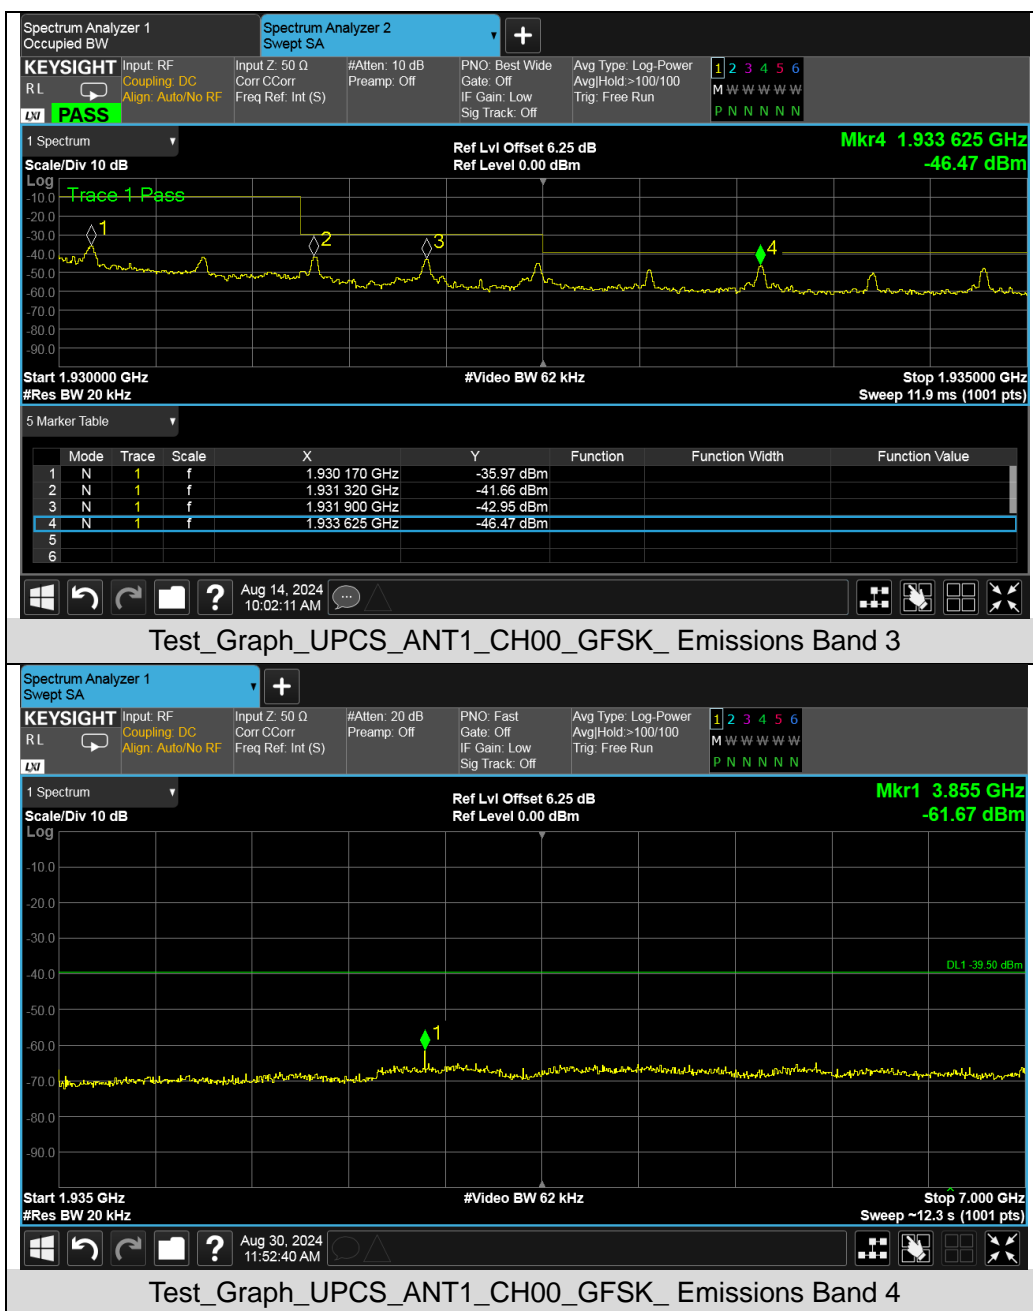 Spectrum Analyzer 1
Occupied BW
Spectrum Analyzer 2
Swept SA
KEYSIGHT
RL
LXI
PASS
Input: RF
Coupling: DC
Align: Auto/No RF
Input Z: 50 Ω
Corr CCorr
Freq Ref: Int (S)
#Atten: 10 dB
Preamp: Off
PNO: Best Wide
Gate: Off
IF Gain: Low
Sig Track: Off
Avg Type: Log-Power
Avg|Hold:>100/100
Trig: Free Run
1 2 3 4 5 6
M W W W W W
P N N N N N
1 Spectrum
Scale/Div 10 dB
Ref Lvl Offset 6.25 dB
Ref Level 0.00 dBm
Mkr4 1.933 625 GHz
-46.47 dBm
Log
Trace 1 Pass
-10.0
-20.0
-30.0
-40.0
-50.0
-60.0
-70.0
-80.0
-90.0
1
2
3
4
Start 1.930000 GHz
#Res BW 20 kHz
#Video BW 62 kHz
Stop 1.935000 GHz
Sweep 11.9 ms (1001 pts)
5 Marker Table
Mode Trace Scale X Y Function Function Width Function Value
1 N 1 f 1.930 170 GHz -35.97 dBm
2 N 1 f 1.931 320 GHz -41.66 dBm
3 N 1 f 1.931 900 GHz -42.95 dBm
4 N 1 f 1.933 625 GHz -46.47 dBm
5
6
?
Aug 14, 2024
10:02:11 AM
Test_Graph_UPCS_ANT1_CH00_GFSK_ Emissions Band 3
Spectrum Analyzer 1
Swept SA
KEYSIGHT
RL
LXI
Input: RF
Coupling: DC
Align: Auto/No RF
Input Z: 50 Ω
Corr CCorr
Freq Ref: Int (S)
#Atten: 20 dB
Preamp: Off
PNO: Fast
Gate: Off
IF Gain: Low
Sig Track: Off
Avg Type: Log-Power
Avg|Hold:>100/100
Trig: Free Run
1 2 3 4 5 6
M W W W W W
P N N N N N
1 Spectrum
Scale/Div 10 dB
Ref Lvl Offset 6.25 dB
Ref Level 0.00 dBm
Mkr1 3.855 GHz
-61.67 dBm
Log
-10.0
-20.0
-30.0
-40.0
-50.0
-60.0
-70.0
-80.0
-90.0
DL1 -39.50 dBm
1
Start 1.935 GHz
#Res BW 20 kHz
#Video BW 62 kHz
Stop 7.000 GHz
Sweep ~12.3 s (1001 pts)
?
Aug 30, 2024
11:52:40 AM
Test_Graph_UPCS_ANT1_CH00_GFSK_ Emissions Band 4